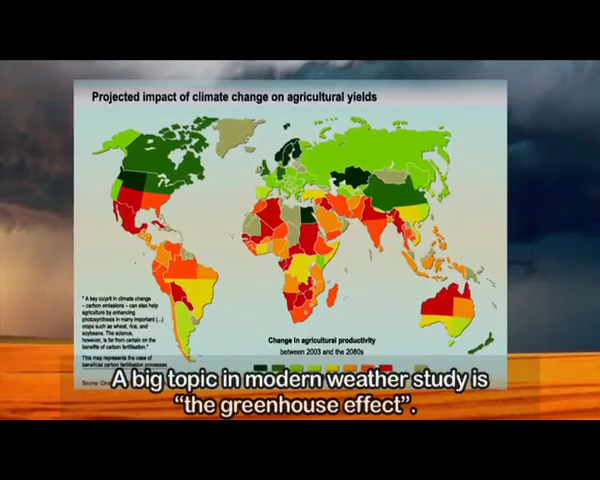 Projected impact of climate change on agricultural yields
" A key culprit in climate change
– carbon emissions – can also help
agriculture by enhancing
photosynthesis in many important (...)
crops such as wheat, rice, and
soybeans. The science,
however, is far from certain on the
benefits of carbon fertilisation."
This map represents the case of
beneficial carbon fertilisation processes
Change in agricultural productivity
between 2003 and the 2080s
Source:
A big topic in modern weather study is
“the greenhouse effect”.